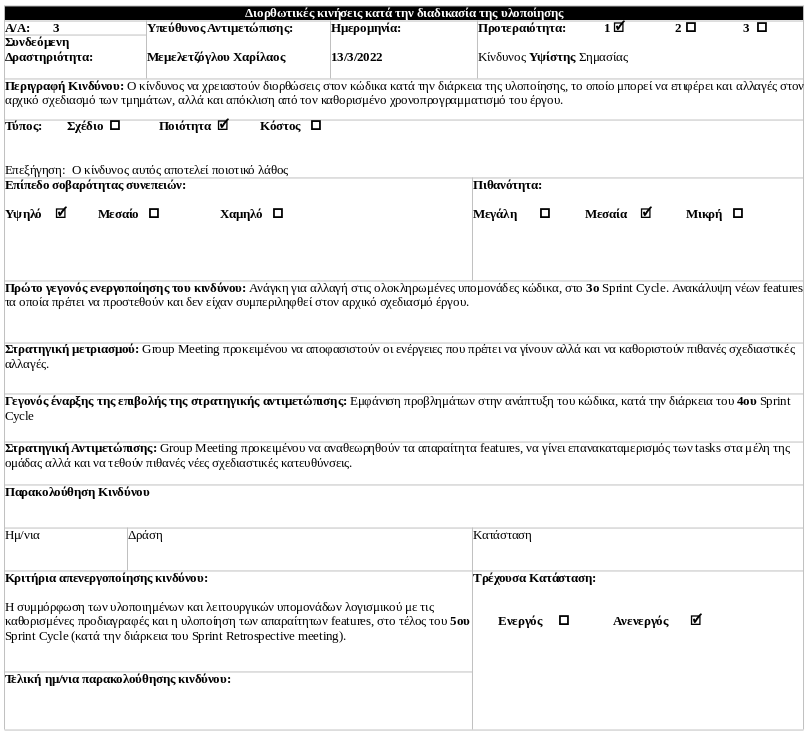 Διορθωτικές κινήσεις κατά την διαδικασία της υλοποίησης
Α/Α: 3
Υπεύθυνος Αντιμετώπισης:
Ημερομηνία:
Προτεραιότητα: 1 ☑ 2 ☐ 3 ☐
Συνδεόμενη
Δραστηριότητα:
Μεμελετζόγλου Χαρίλαος
13/3/2022
Κίνδυνος Υψίστης Σημασίας
Περιγραφή Κινδύνου: Ο κίνδυνος να χρειαστούν διορθώσεις στον κώδικα κατά την διάρκεια της υλοποίησης, το οποίο μπορεί να επιφέρει και αλλαγές στον
αρχικό σχεδιασμό των τμημάτων, αλλά και απόκλιση από τον καθορισμένο χρονοπρογραμματισμό του έργου.
Τύπος: Σχέδιο ☐ Ποιότητα ☑ Κόστος ☐
Επεξήγηση: Ο κίνδυνος αυτός αποτελεί ποιοτικό λάθος
Επίπεδο σοβαρότητας συνεπειών:
Υψηλό ☑ Μεσαίο ☐ Χαμηλό ☐
Πιθανότητα:
Μεγάλη ☐ Μεσαία ☑ Μικρή ☐
Πρώτο γεγονός ενεργοποίησης του κινδύνου: Ανάγκη για αλλαγή στις ολοκληρωμένες υπομονάδες κώδικα, στο 3ο Sprint Cycle. Ανακάλυψη νέων features
τα οποία πρέπει να προστεθούν και δεν είχαν συμπεριληφθεί στον αρχικό σχεδιασμό έργου.
Στρατηγική μετριασμού: Group Meeting προκειμένου να αποφασιστούν οι ενέργειες που πρέπει να γίνουν αλλά και να καθοριστούν πιθανές σχεδιαστικές
αλλαγές.
Γεγονός έναρξης της επιβολής της στρατηγικής αντιμετώπισης: Εμφάνιση προβλημάτων στην ανάπτυξη του κώδικα, κατά την διάρκεια του 4ου Sprint
Cycle
Στρατηγική Αντιμετώπισης: Group Meeting προκειμένου να αναθεωρηθούν τα απαραίτητα features, να γίνει επανακαταμερισμός των tasks στα μέλη της
ομάδας αλλά και να τεθούν πιθανές νέες σχεδιαστικές κατευθύνσεις.
Παρακολούθηση Κινδύνου
Ημ/νια
Δράση
Κατάσταση
Κριτήρια απενεργοποίησης κινδύνου:
Η συμμόρφωση των υλοποιημένων και λειτουργικών υπομονάδων λογισμικού με τις
καθορισμένες προδιαγραφές και η υλοποίηση των απαραίτητων features, στο τέλος του 5ου
Sprint Cycle (κατά την διάρκεια του Sprint Retrospective meeting).
Τρέχουσα Κατάσταση:
Ενεργός ☐ Ανενεργός ☑
Τελική ημ/νια παρακολούθησης κινδύνου: